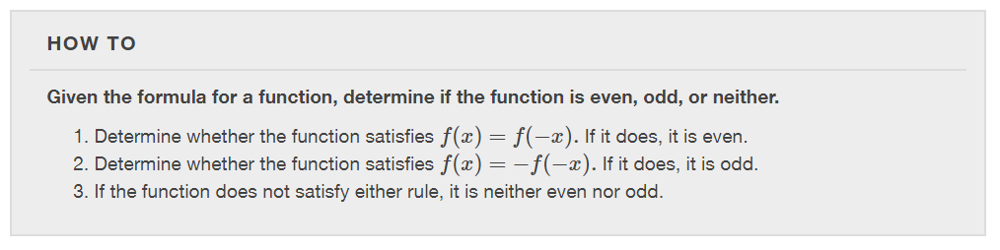 HOW TO
Given the formula for a function, determine if the function is even, odd, or neither.
1. Determine whether the function satisfies f(x) = f(−x). If it does, it is even.
2. Determine whether the function satisfies f(x) = −f(−x). If it does, it is odd.
3. If the function does not satisfy either rule, it is neither even nor odd.